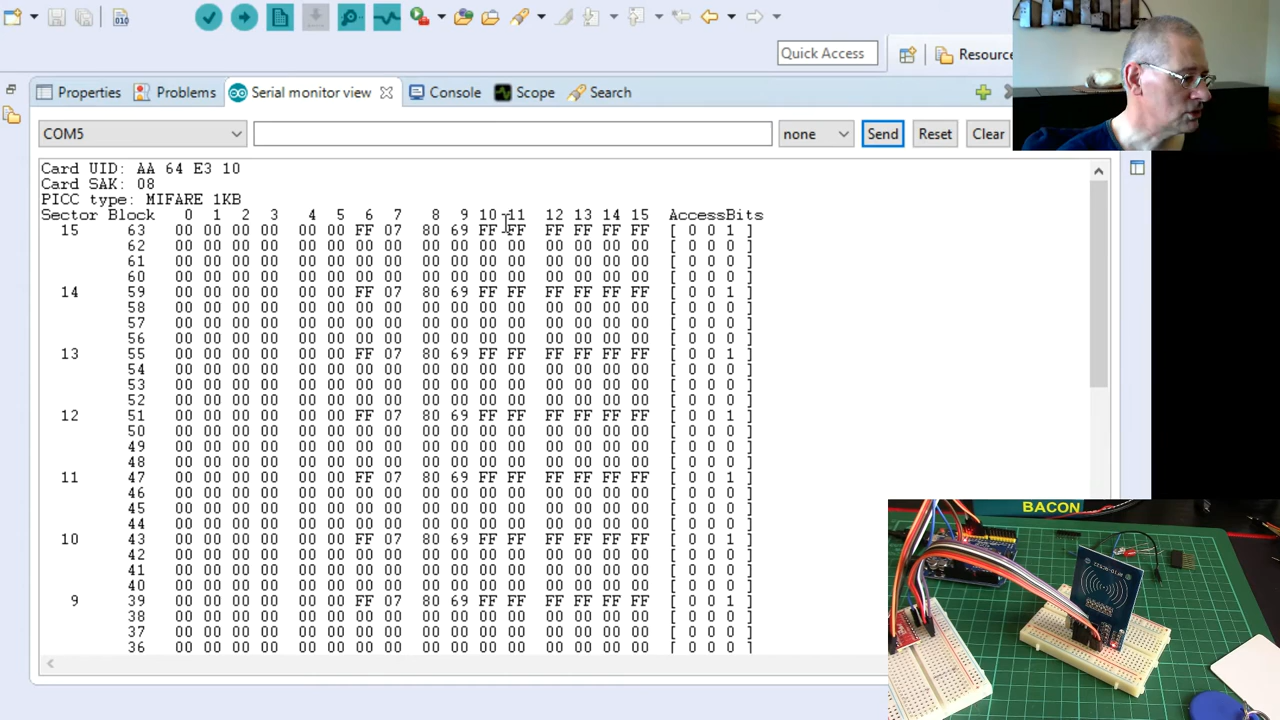 Quick Access
Resource
Properties
Problems
Serial monitor view
Console
Scope
Search
COM5
none
Send
Reset
Clear
Card UID: AA 64 E3 10
Card SAK: 08
PICC type: MIFARE 1KB
Sector Block 0 1 2 3 4 5 6 7 8 9 10 11 12 13 14 15 AccessBits
15 63 00 00 00 00 00 00 FF 07 80 69 FF FF FF FF FF FF [ 0 0 1 ]
62 00 00 00 00 00 00 00 00 00 00 00 00 00 00 00 00 [ 0 0 0 ]
61 00 00 00 00 00 00 00 00 00 00 00 00 00 00 00 00 [ 0 0 0 ]
60 00 00 00 00 00 00 00 00 00 00 00 00 00 00 00 00 [ 0 0 0 ]
14 59 00 00 00 00 00 00 FF 07 80 69 FF FF FF FF FF FF [ 0 0 1 ]
58 00 00 00 00 00 00 00 00 00 00 00 00 00 00 00 00 [ 0 0 0 ]
57 00 00 00 00 00 00 00 00 00 00 00 00 00 00 00 00 [ 0 0 0 ]
56 00 00 00 00 00 00 00 00 00 00 00 00 00 00 00 00 [ 0 0 0 ]
13 55 00 00 00 00 00 00 FF 07 80 69 FF FF FF FF FF FF [ 0 0 1 ]
54 00 00 00 00 00 00 00 00 00 00 00 00 00 00 00 00 [ 0 0 0 ]
53 00 00 00 00 00 00 00 00 00 00 00 00 00 00 00 00 [ 0 0 0 ]
52 00 00 00 00 00 00 00 00 00 00 00 00 00 00 00 00 [ 0 0 0 ]
12 51 00 00 00 00 00 00 FF 07 80 69 FF FF FF FF FF FF [ 0 0 1 ]
50 00 00 00 00 00 00 00 00 00 00 00 00 00 00 00 00 [ 0 0 0 ]
49 00 00 00 00 00 00 00 00 00 00 00 00 00 00 00 00 [ 0 0 0 ]
48 00 00 00 00 00 00 00 00 00 00 00 00 00 00 00 00 [ 0 0 0 ]
11 47 00 00 00 00 00 00 FF 07 80 69 FF FF FF FF FF FF [ 0 0 1 ]
46 00 00 00 00 00 00 00 00 00 00 00 00 00 00 00 00 [ 0 0 0 ]
45 00 00 00 00 00 00 00 00 00 00 00 00 00 00 00 00 [ 0 0 0 ]
44 00 00 00 00 00 00 00 00 00 00 00 00 00 00 00 00 [ 0 0 0 ]
10 43 00 00 00 00 00 00 FF 07 80 69 FF FF FF FF FF FF [ 0 0 1 ]
42 00 00 00 00 00 00 00 00 00 00 00 00 00 00 00 00 [ 0 0 0 ]
41 00 00 00 00 00 00 00 00 00 00 00 00 00 00 00 00 [ 0 0 0 ]
40 00 00 00 00 00 00 00 00 00 00 00 00 00 00 00 00 [ 0 0 0 ]
9 39 00 00 00 00 00 00 FF 07 80 69 FF FF FF FF FF FF [ 0 0 1 ]
38 00 00 00 00 00 00 00 00 00 00 00 00 00 00 00 00 [ 0 0 0 ]
37 00 00 00 00 00 00 00 00 00 00 00 00 00 00 00 00 [ 0 0 0 ]
36 00 00 00 00 00 00 00 00 00 00 00 00 00 00 00 00 [ 0 0 0 ]
BACON